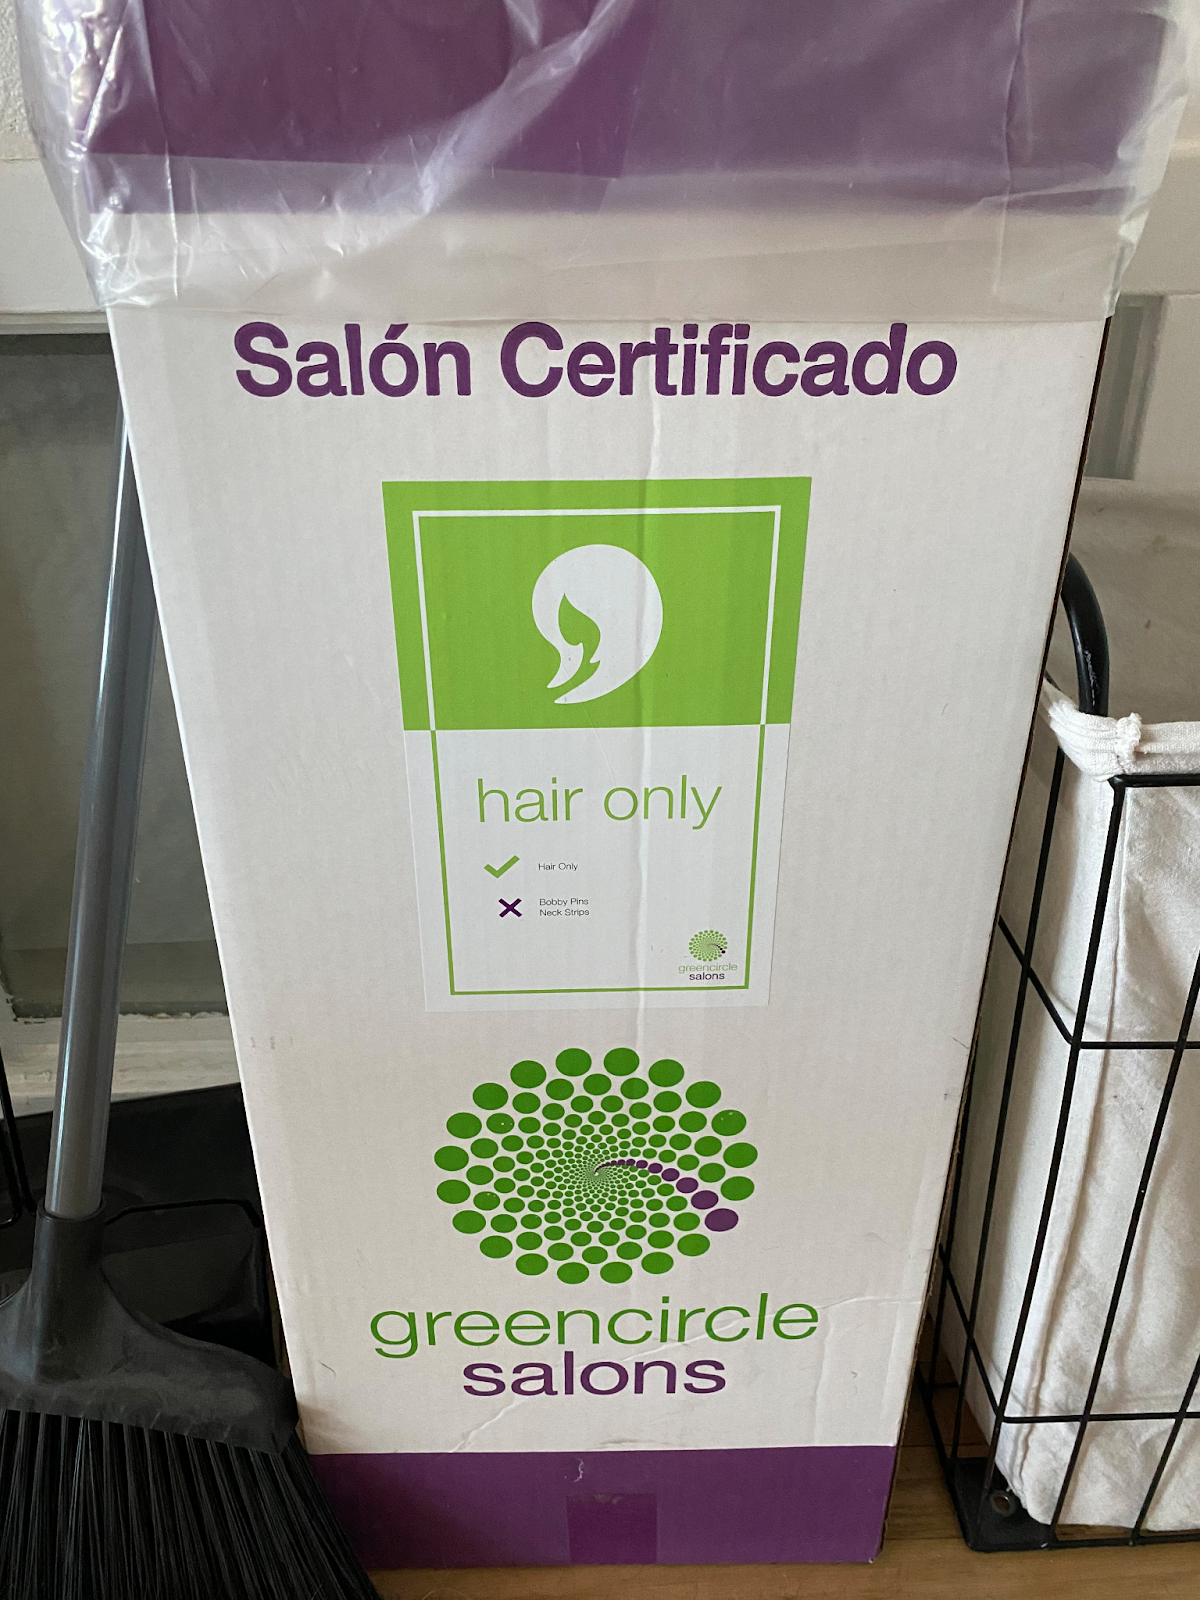 Salón Certificado
hair only
Hair Only
Bobby Pins
Neck Strips
greencircle
salons
greencircle
salons